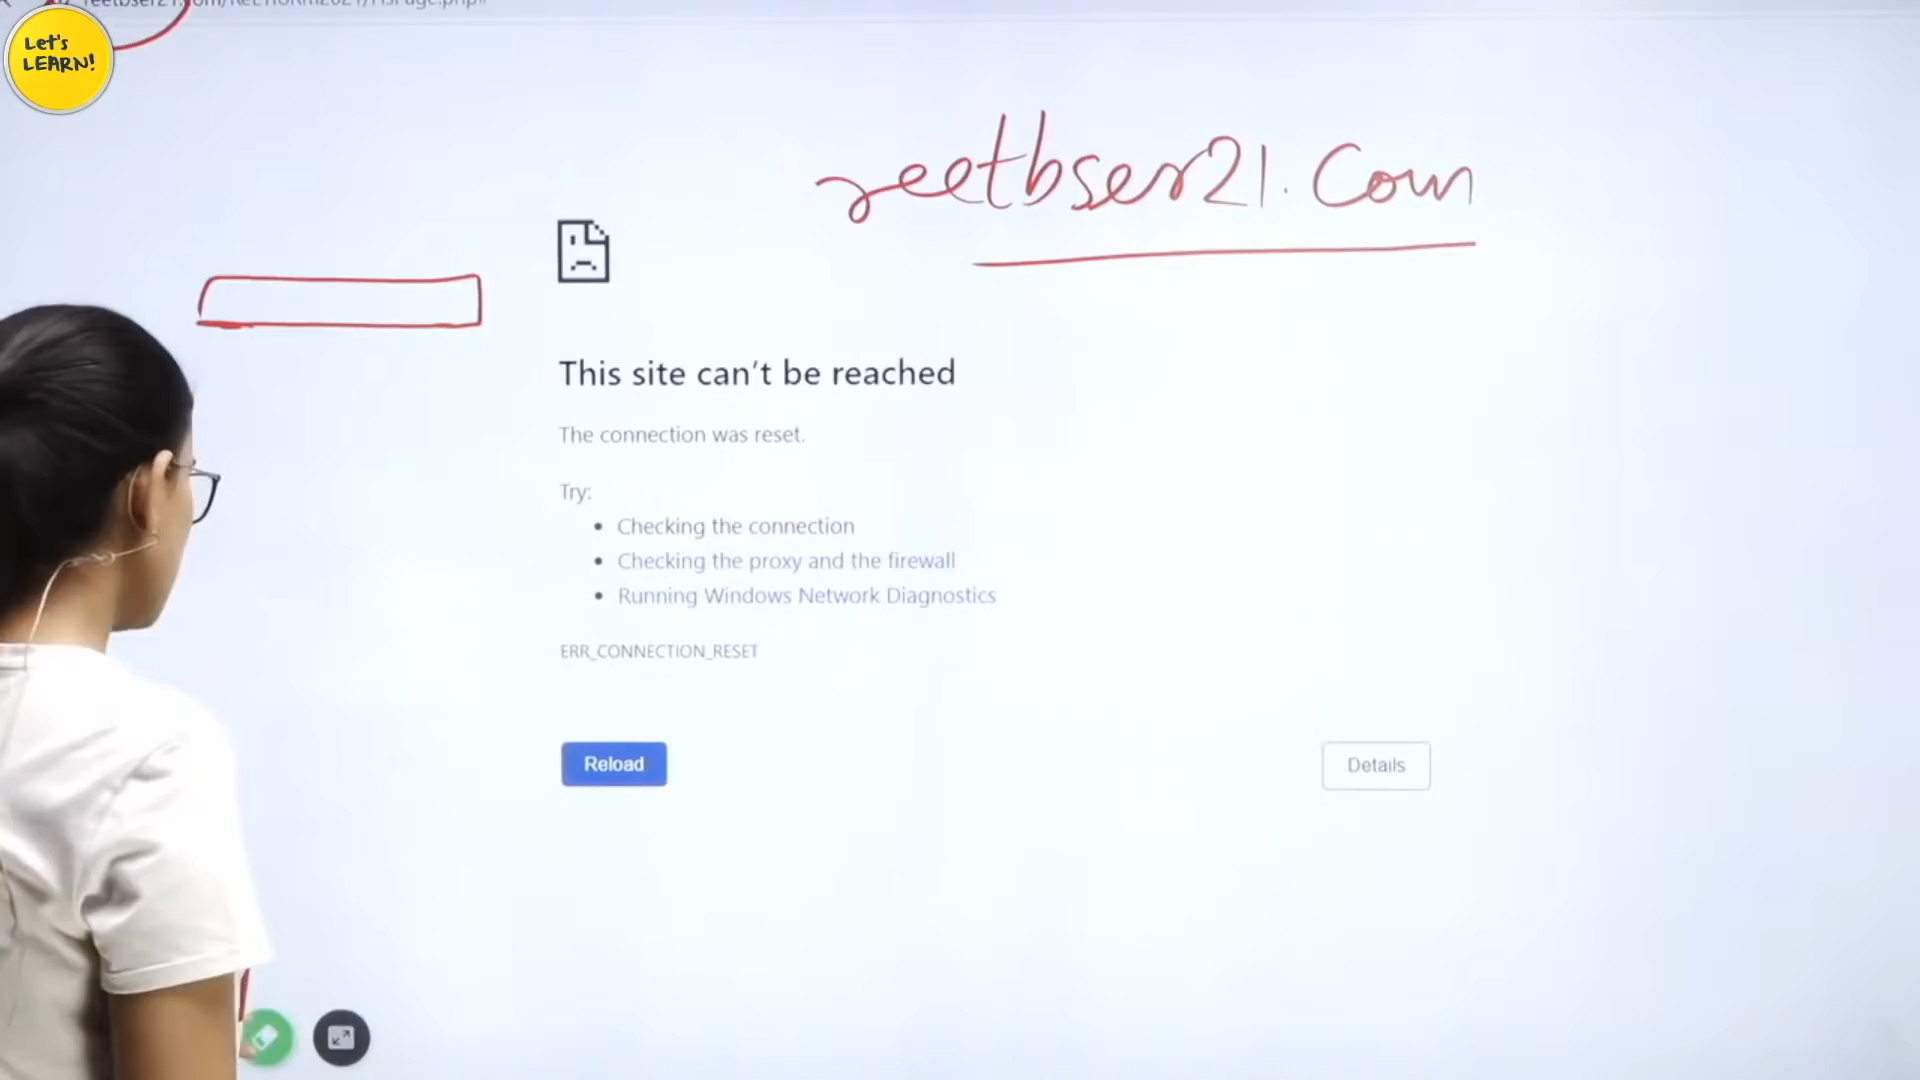 Let's
LEARN!
reetbser21.Com
This site can't be reached
The connection was reset.
Try:
• Checking the connection
• Checking the proxy and the firewall
• Running Windows Network Diagnostics
ERR_CONNECTION_RESET
Reload
Details